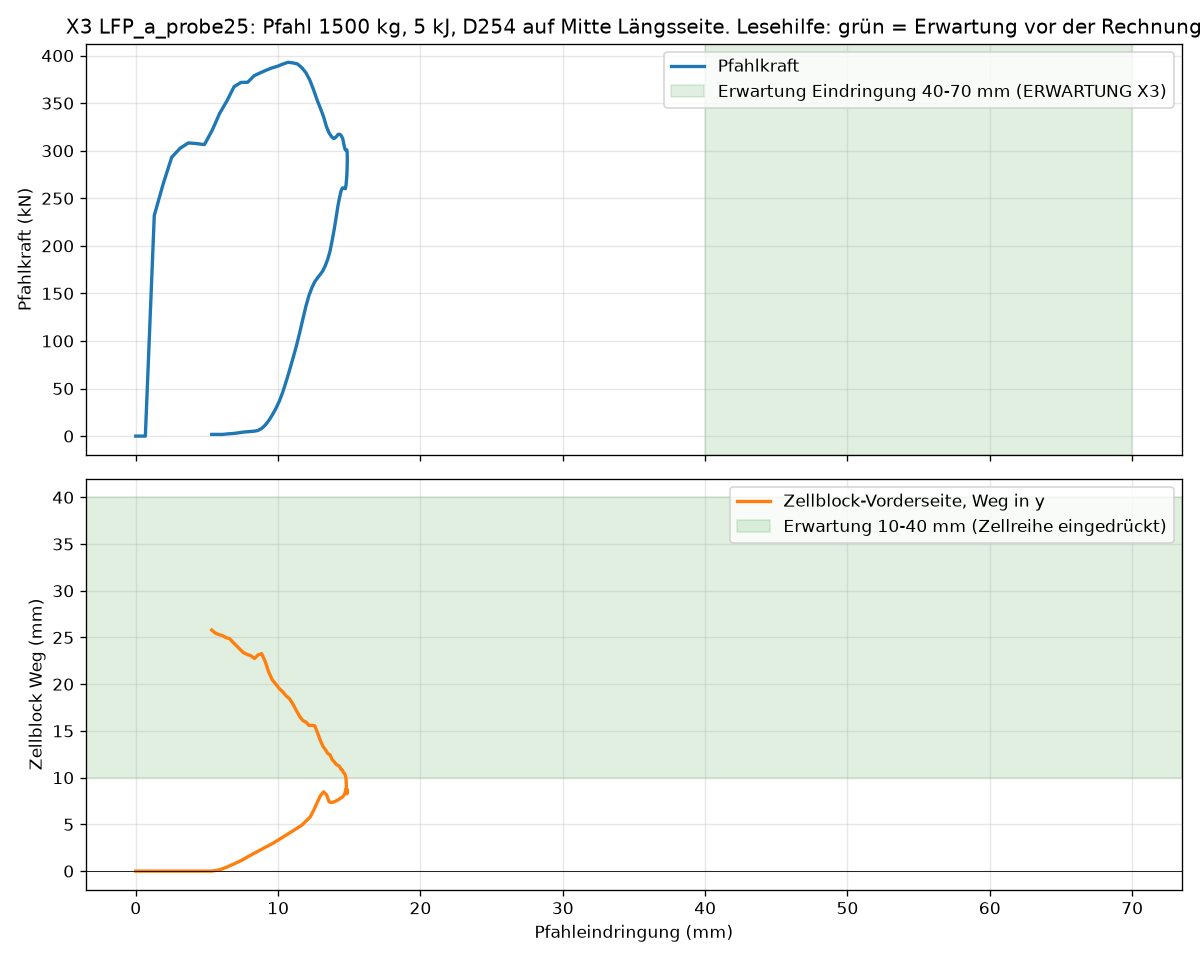 X3 LFP_a_probe25: Pfahl 1500 kg, 5 kJ, D254 auf Mitte Längsseite. Lesehilfe: grün = Erwartung vor der Rechnung
Pfahlkraft
Erwartung Eindringung 40-70 mm (ERWARTUNG X3)
400
350
300
250
200
150
100
50
0
Pfahlkraft (kN)
Zellblock-Vorderseite, Weg in y
Erwartung 10-40 mm (Zellreihe eingedrückt)
40
35
30
25
20
15
10
5
0
Zellblock Weg (mm)
0 10 20 30 40 50 60 70
Pfahleindringung (mm)